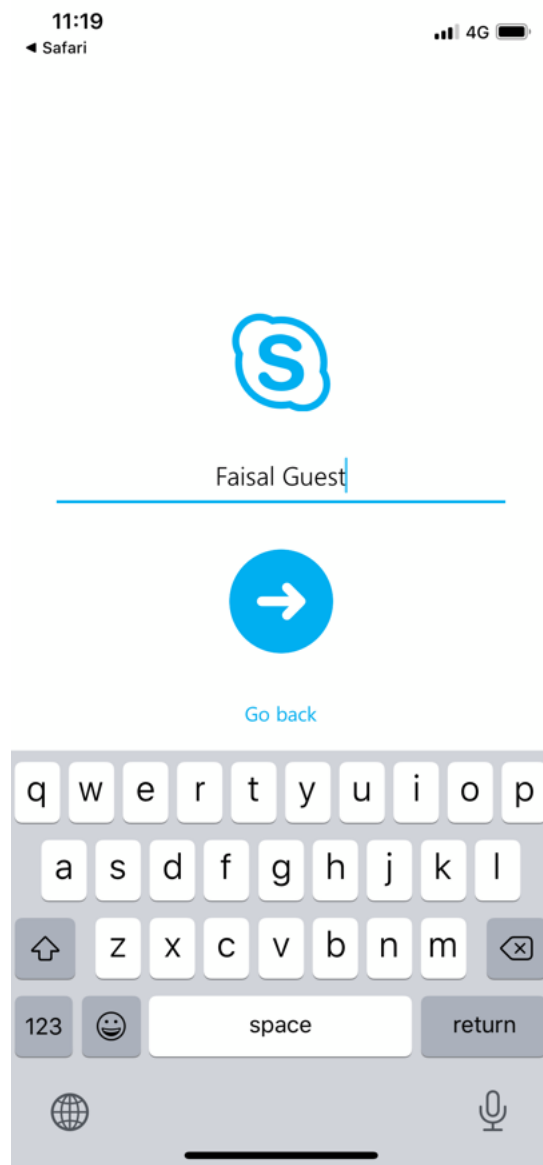 11:19
◀ Safari
4G
S
Faisal Guest
Go back
q w e r t y u i o p
a s d f g h j k l
z x c v b n m
123 space return